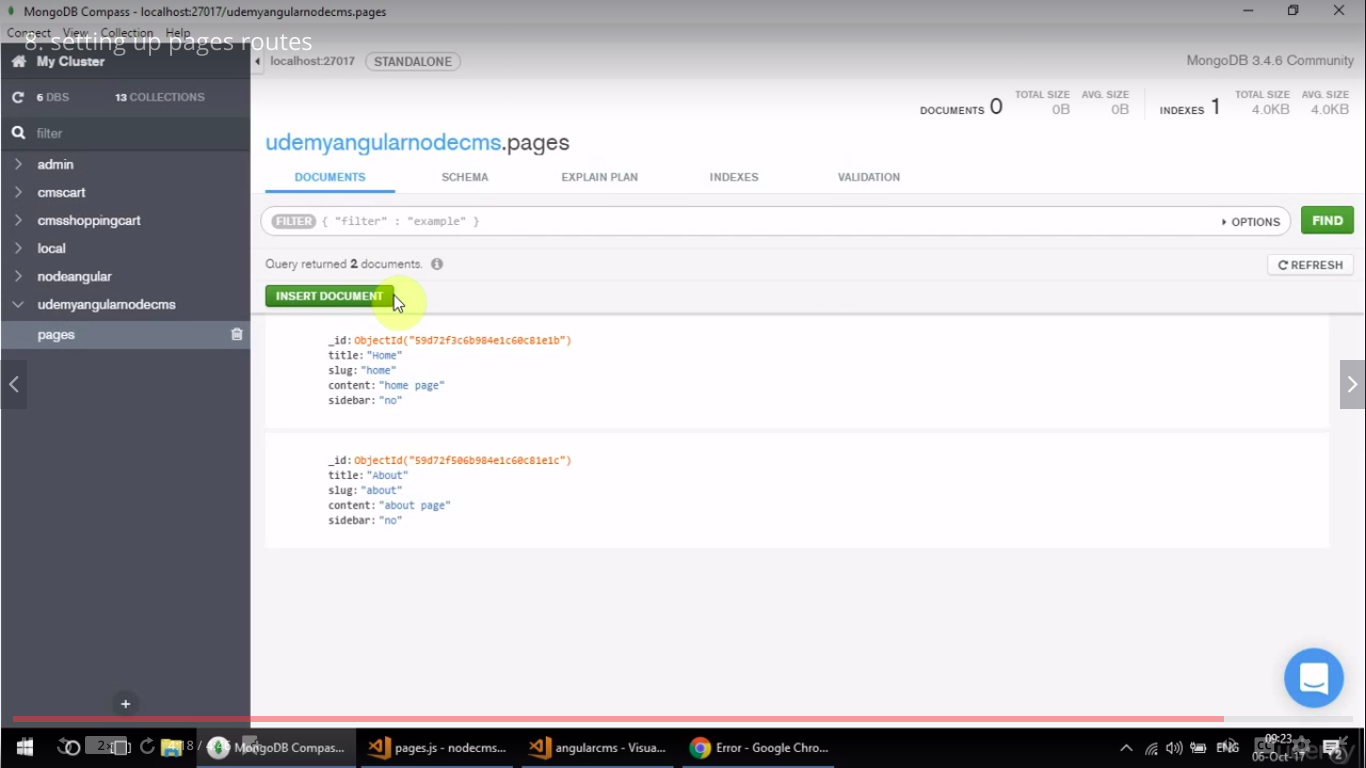 MongoDB Compass - localhost:27017/udemyangularnodecms.pages
Connect View Collection Help
8. setting up pages routes
My Cluster
localhost:27017 STANDALONE
MongoDB 3.4.6 Community
6 DBS 13 COLLECTIONS
DOCUMENTS 0 TOTAL SIZE 0B AVG. SIZE 0B INDEXES 1 TOTAL SIZE 4.0KB AVG. SIZE 4.0KB
filter
admin
cmscart
cmsshoppingcart
local
nodeangular
udemyangularnodecms
pages
udemyangularnodecms.pages
DOCUMENTS SCHEMA EXPLAIN PLAN INDEXES VALIDATION
FILTER { "filter" : "example" } OPTIONS FIND
Query returned 2 documents. REFRESH
INSERT DOCUMENT
_id: ObjectId("59d72f3c6b984e1c60c81e1b")
title: "Home"
slug: "home"
content: "home page"
sidebar: "no"
_id: ObjectId("59d72f506b984e1c60c81e1c")
title: "About"
slug: "about"
content: "about page"
sidebar: "no"
MongoDB Compas...
pages.js - nodecms...
angularcms - Visua...
Error - Google Chro...
ENG
09:23
06-Oct-17